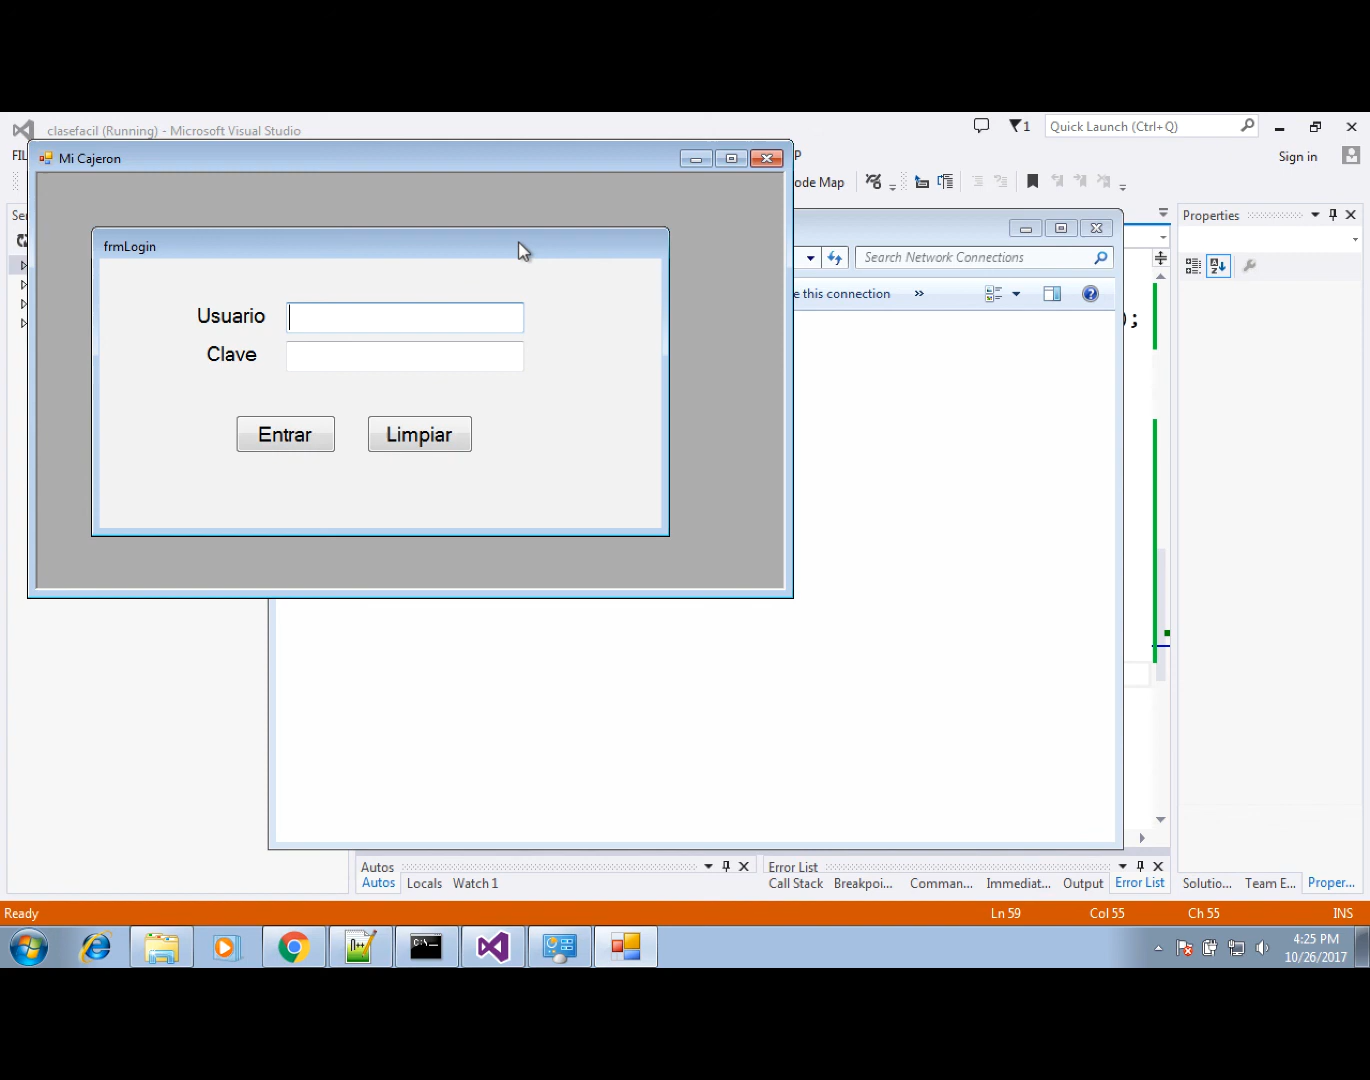 clasefacil (Running) - Microsoft Visual Studio
1
Quick Launch (Ctrl+Q)
Sign in
FIL
P
Mi Cajeron
ode Map
frmLogin
Usuario
Clave
Entrar
Limpiar
Ser
Search Network Connections
e this connection
»
);
Properties
Autos
Autos
Locals
Watch 1
Error List
Call Stack
Breakpoi...
Comman...
Immediat...
Output
Error List
Solutio...
Team E...
Proper...
Ready
Ln 59
Col 55
Ch 55
INS
4:25 PM
10/26/2017